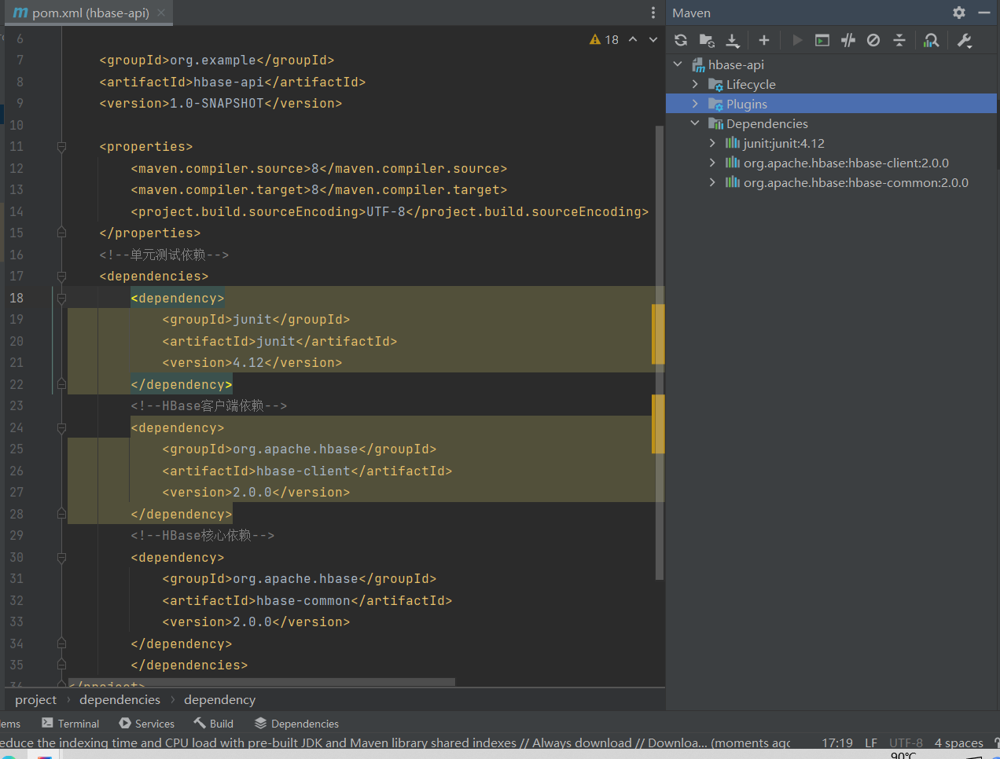 pom.xml (hbase-api)
Maven
18
6
7 <groupId>org.example</groupId>
8 <artifactId>hbase-api</artifactId>
9 <version>1.0-SNAPSHOT</version>
10
11 <properties>
12 <maven.compiler.source>8</maven.compiler.source>
13 <maven.compiler.target>8</maven.compiler.target>
14 <project.build.sourceEncoding>UTF-8</project.build.sourceEncoding>
15 </properties>
16 <!--单元测试依赖-->
17 <dependencies>
18 <dependency>
19 <groupId>junit</groupId>
20 <artifactId>junit</artifactId>
21 <version>4.12</version>
22 </dependency>
23 <!--HBase客户端依赖-->
24 <dependency>
25 <groupId>org.apache.hbase</groupId>
26 <artifactId>hbase-client</artifactId>
27 <version>2.0.0</version>
28 </dependency>
29 <!--HBase核心依赖-->
30 <dependency>
31 <groupId>org.apache.hbase</groupId>
32 <artifactId>hbase-common</artifactId>
33 <version>2.0.0</version>
34 </dependency>
35 </dependencies>
36 </project>
hbase-api
Lifecycle
Plugins
Dependencies
junit:junit:4.12
org.apache.hbase:hbase-client:2.0.0
org.apache.hbase:hbase-common:2.0.0
project › dependencies › dependency
lems Terminal Services Build Dependencies
educe the indexing time and CPU load with pre-built JDK and Maven library shared indexes // Always download // Downloa... (moments ago 17:19 LF UTF-8 4 spaces
90℃